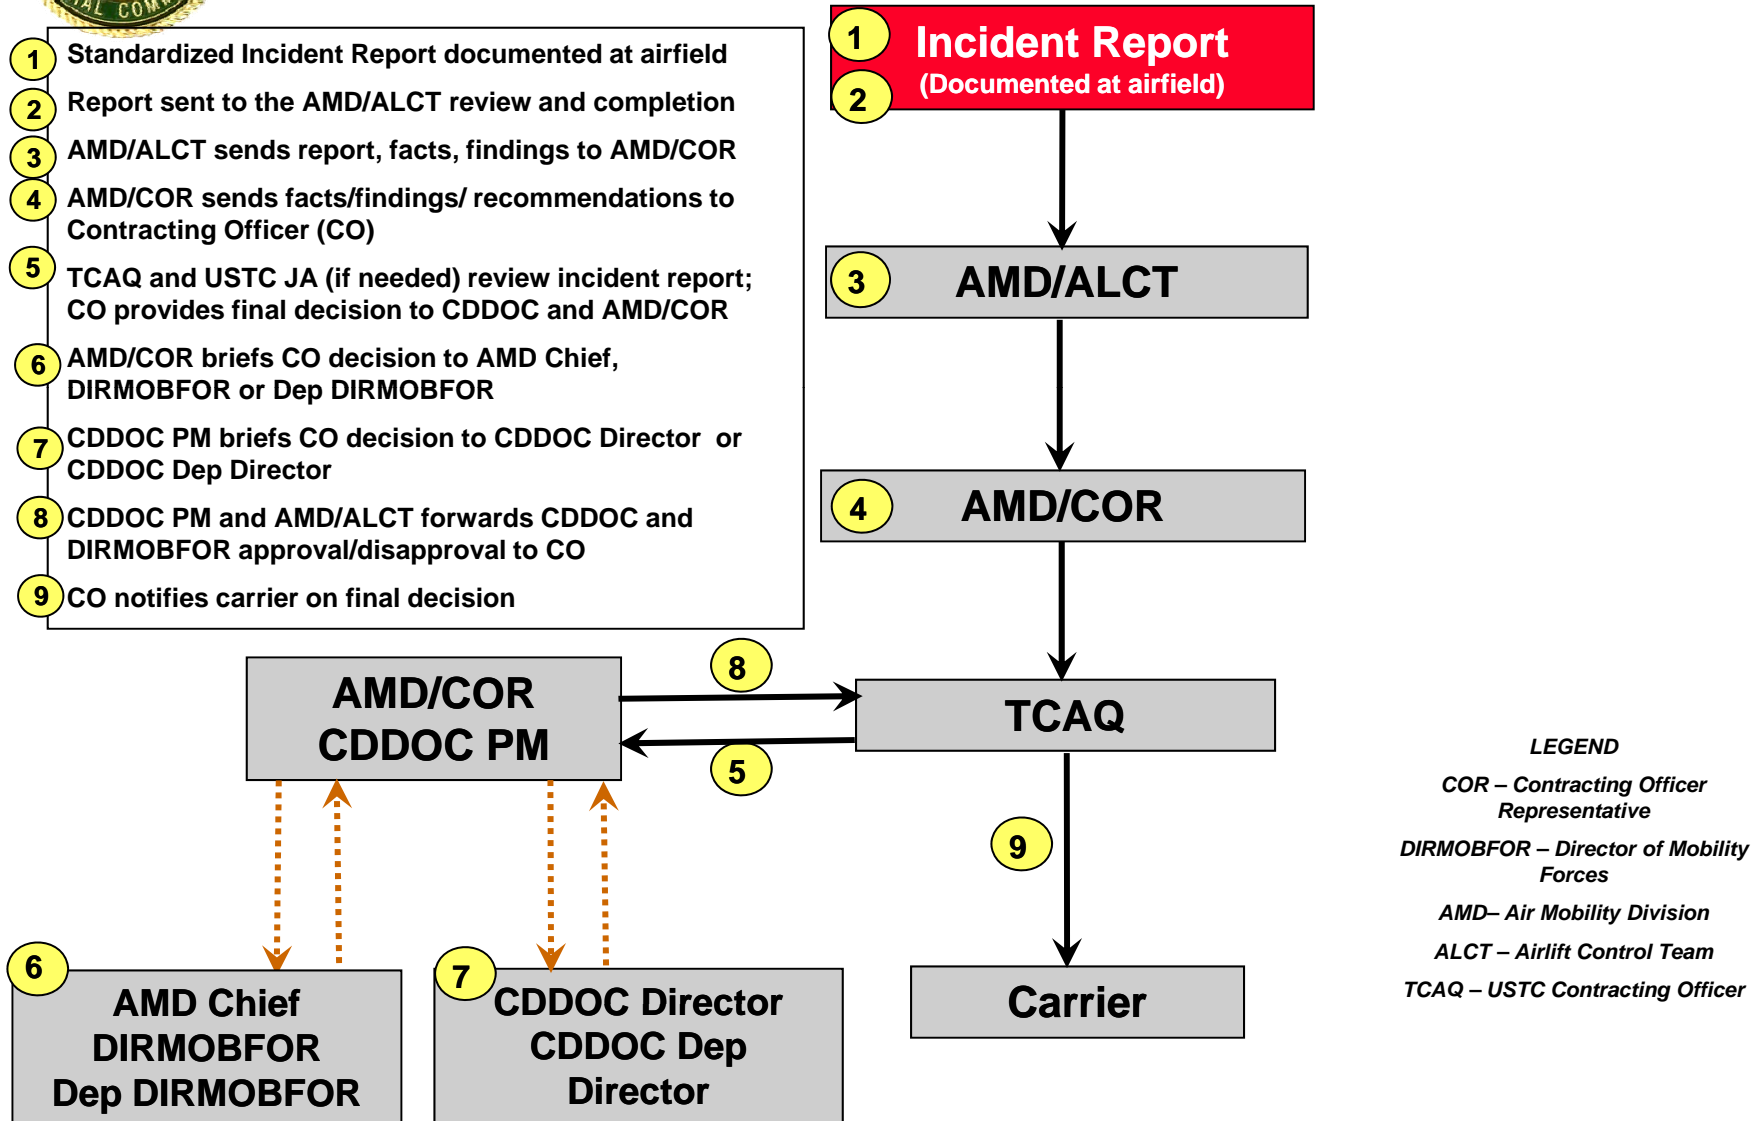 IAL COMM
1 Standardized Incident Report documented at airfield
2 Report sent to the AMD/ALCT review and completion
3 AMD/ALCT sends report, facts, findings to AMD/COR
4 AMD/COR sends facts/findings/ recommendations to
Contracting Officer (CO)
5 TCAQ and USTC JA (if needed) review incident report;
CO provides final decision to CDDOC and AMD/COR
6 AMD/COR briefs CO decision to AMD Chief,
DIRMOBFOR or Dep DIRMOBFOR
7 CDDOC PM briefs CO decision to CDDOC Director or
CDDOC Dep Director
8 CDDOC PM and AMD/ALCT forwards CDDOC and
DIRMOBFOR approval/disapproval to CO
9 CO notifies carrier on final decision
1 Incident Report
2 (Documented at airfield)
3 AMD/ALCT
4 AMD/COR
AMD/COR
CDDOC PM
8
5
TCAQ
9
6
AMD Chief
DIRMOBFOR
Dep DIRMOBFOR
7
CDDOC Director
CDDOC Dep
Director
Carrier
LEGEND
COR – Contracting Officer
Representative
DIRMOBFOR – Director of Mobility
Forces
AMD– Air Mobility Division
ALCT – Airlift Control Team
TCAQ – USTC Contracting Officer